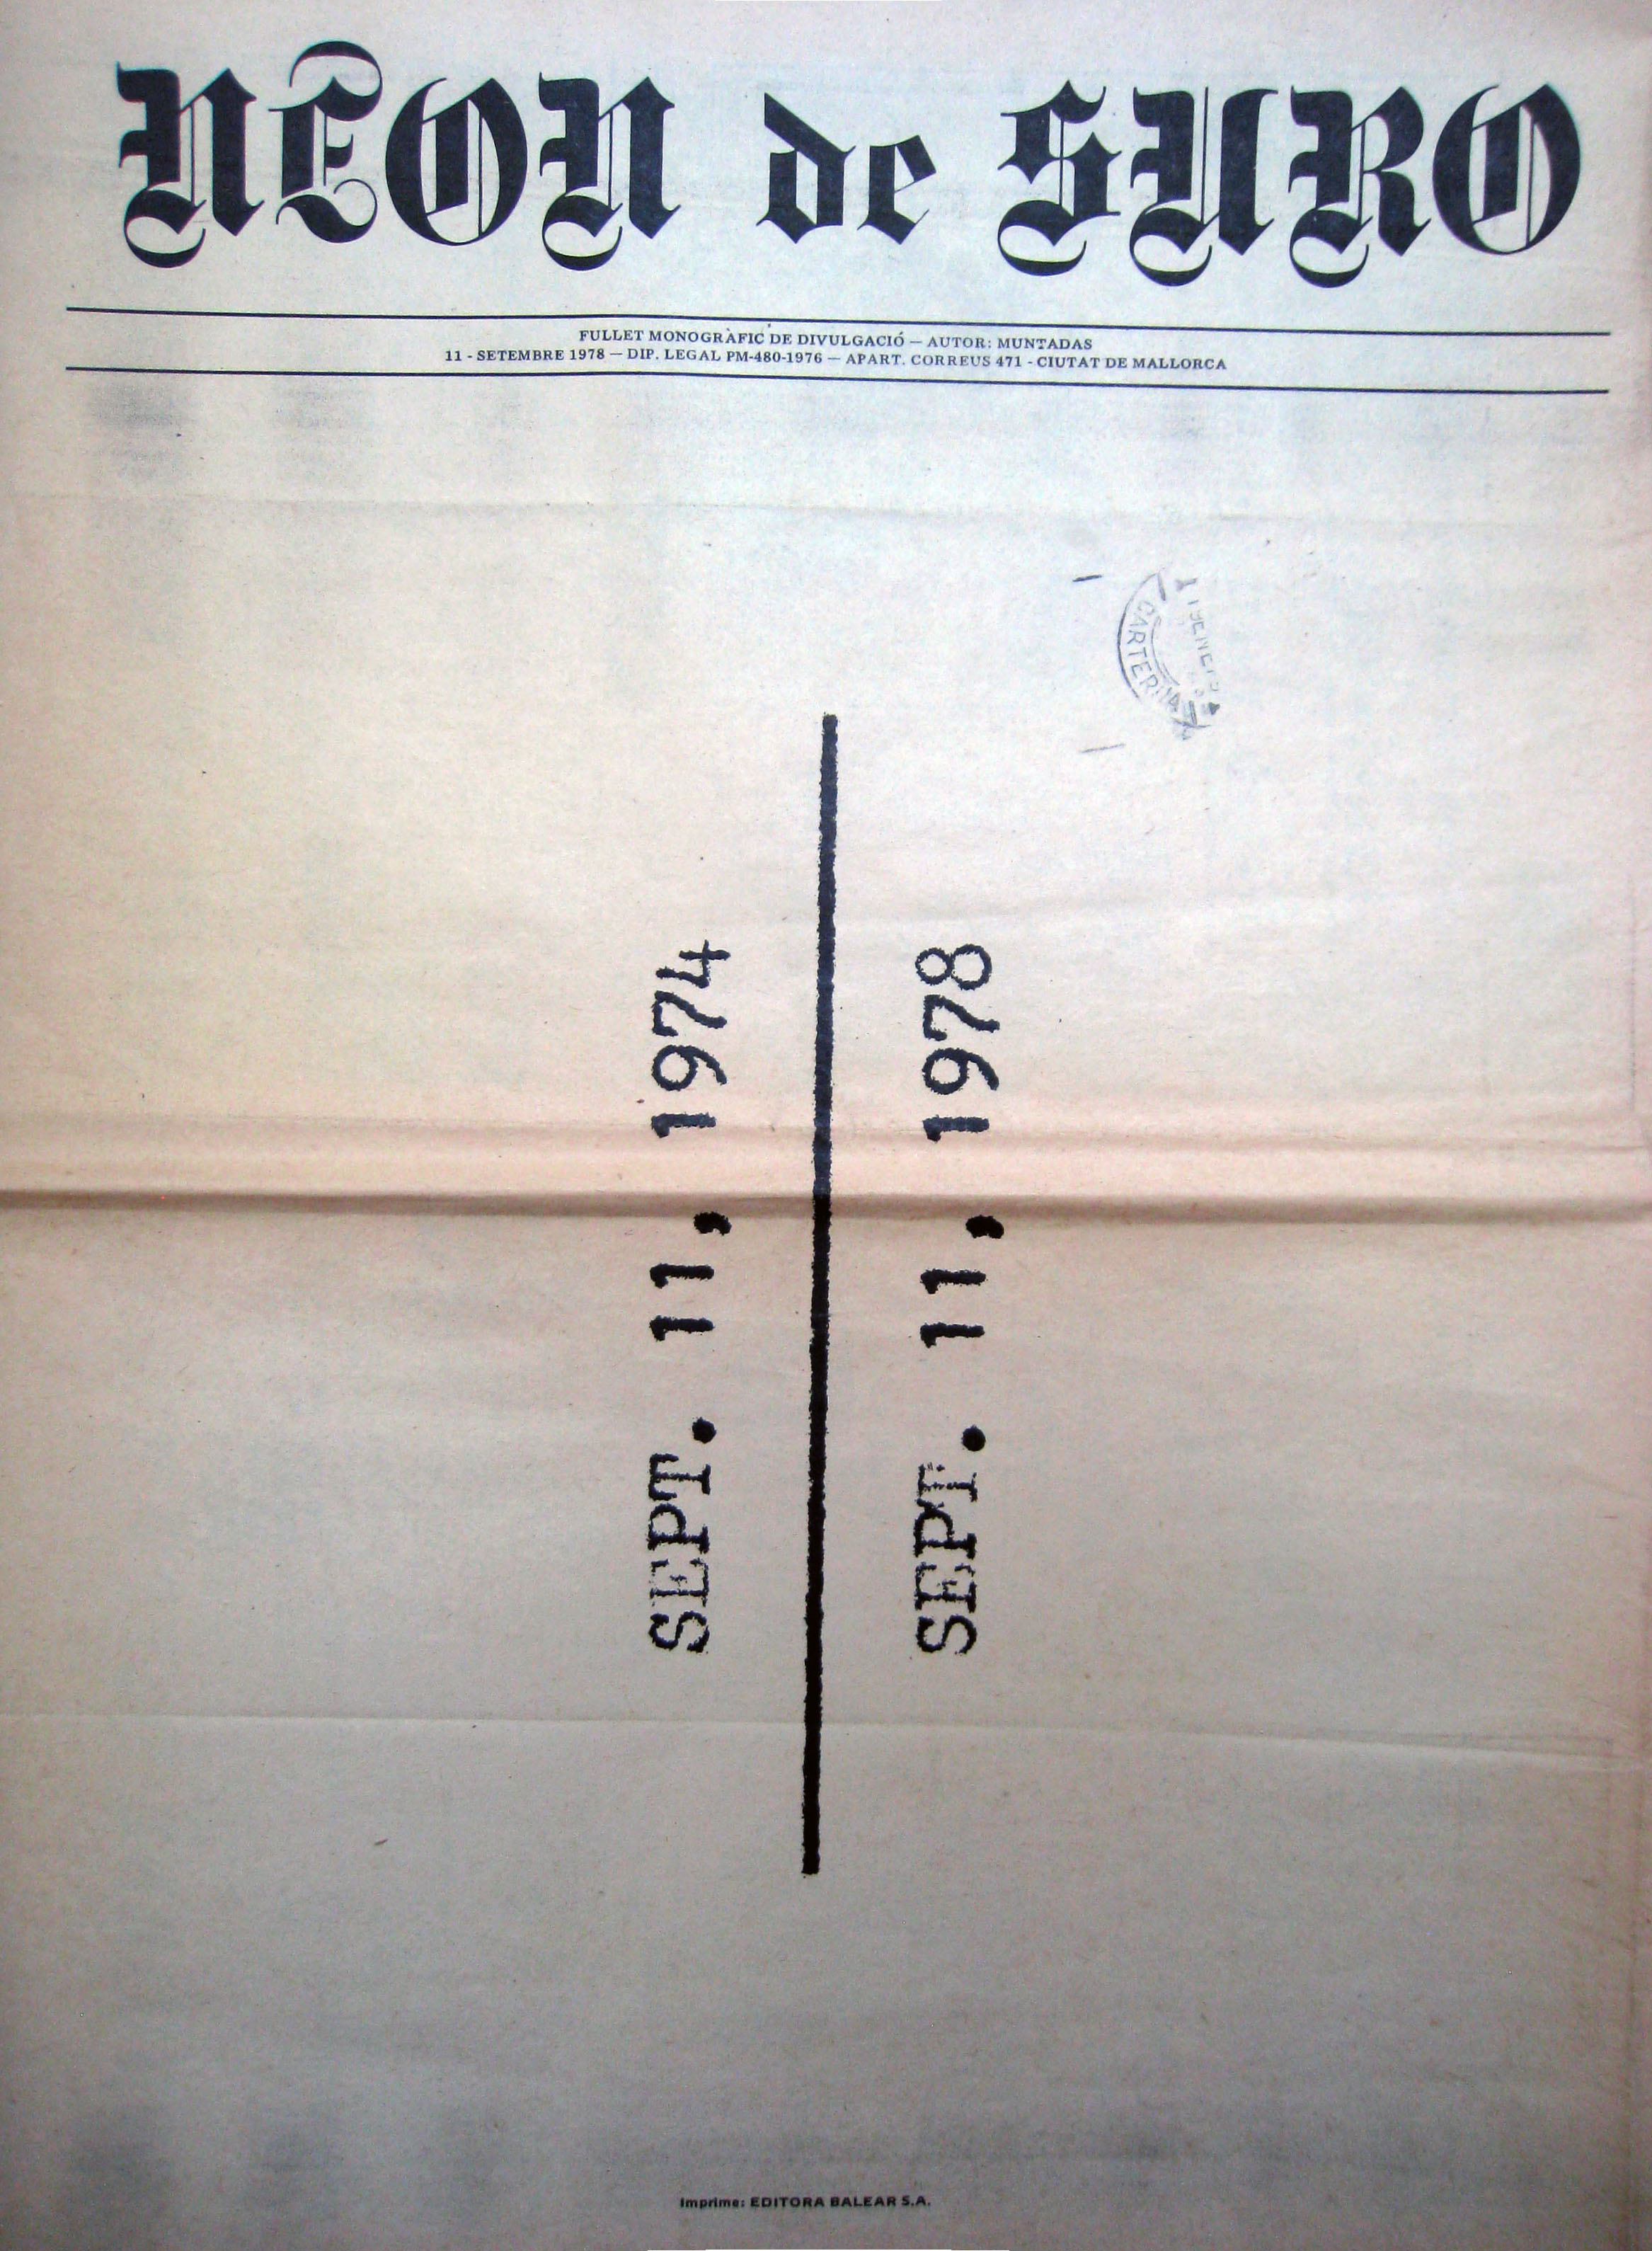 NEON de SURO
FULLET MONOGRÀFIC DE DIVULGACIÓ — AUTOR: MUNTADAS
11 - SETEMBRE 1978 — DIP. LEGAL PM-480-1976 — APART. CORREUS 471 - CIUTAT DE MALLORCA
CARTERIA
SEPT. 11, 1974
SEPT. 11, 1978
Imprime: EDITORA BALEAR S.A.